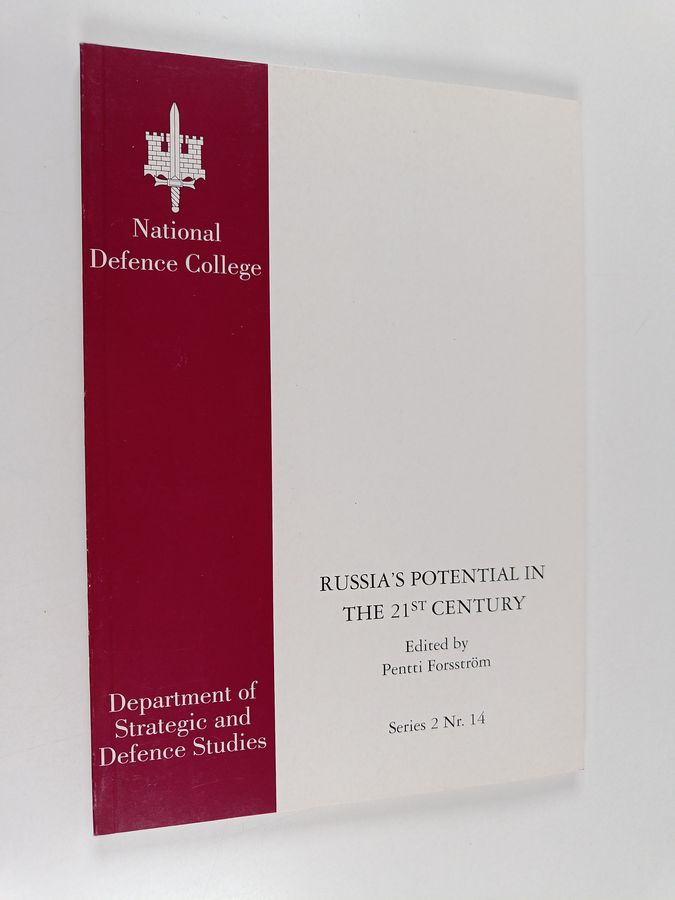 National
Defence College
RUSSIA'S POTENTIAL IN
THE 21ST CENTURY
Edited by
Pentti Forsström
Series 2 Nr. 14
Department of
Strategic and
Defence Studies